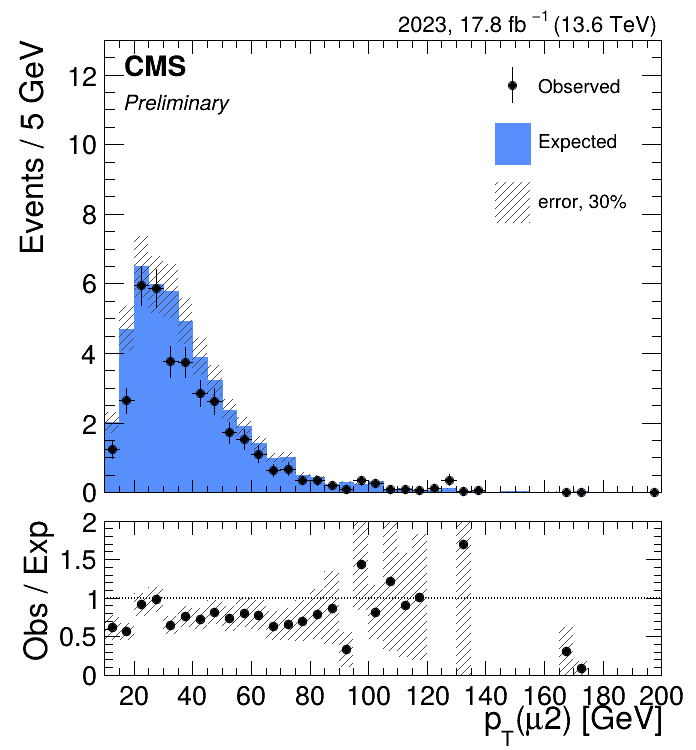 2023, 17.8 fb⁻¹ (13.6 TeV)
CMS
Preliminary
Observed
Expected
error, 30%
Events / 5 GeV
12
10
8
6
4
2
0
Obs / Exp
2
1.5
1
0.5
0
20 40 60 80 100 120 140 160 180 200
p_T(μ2) [GeV]